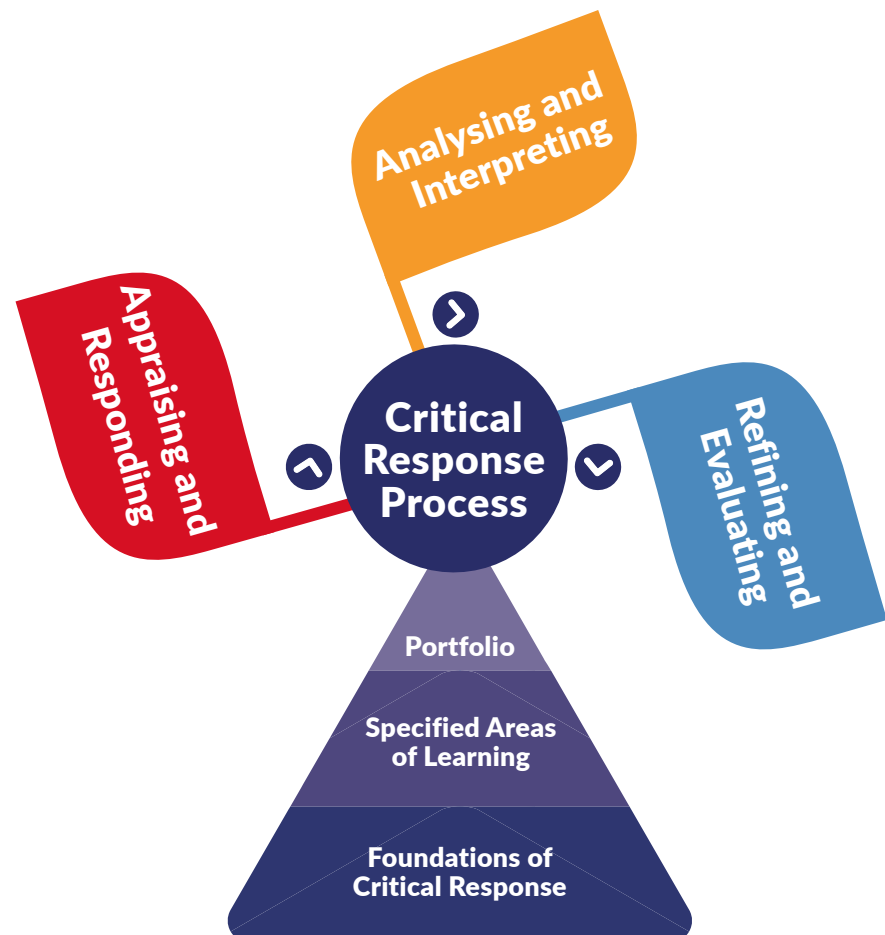 Analysing and
Interpreting
Appraising and
Responding
Refining and
Evaluating
Critical
Response
Process
Portfolio
Specified Areas
of Learning
Foundations of
Critical Response